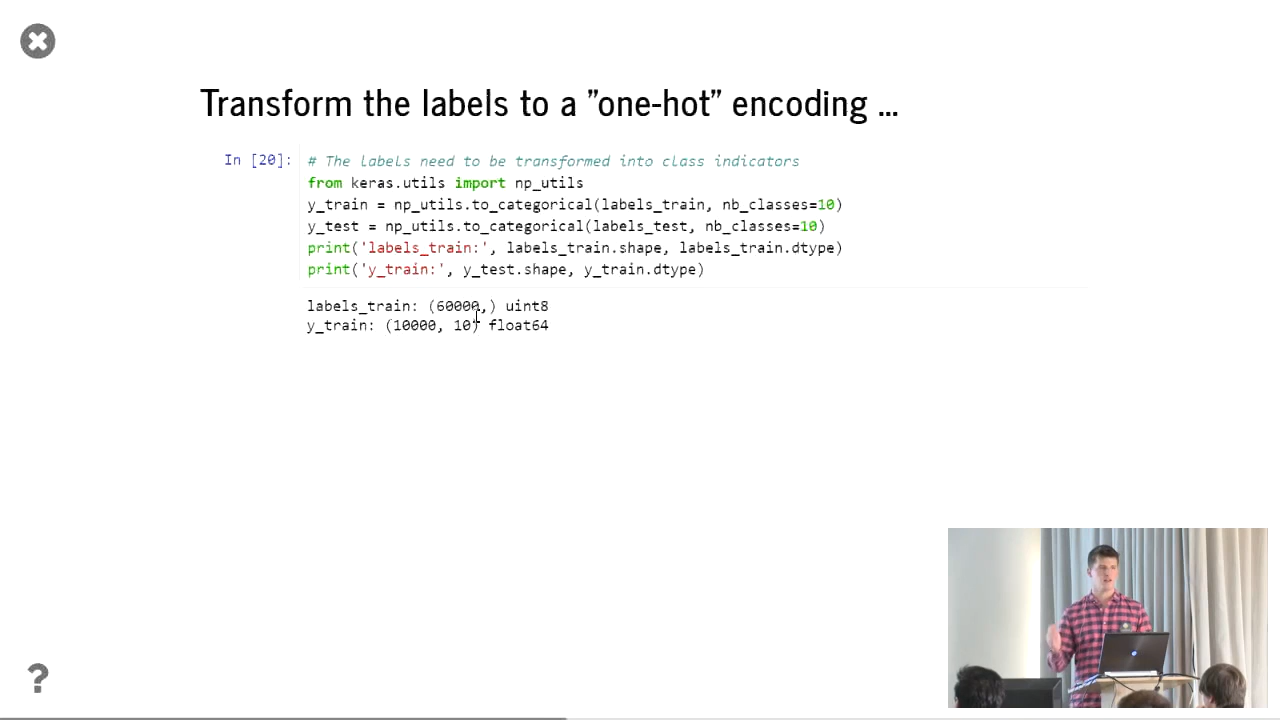 Transform the labels to a "one-hot" encoding ...
In [20]:
# The labels need to be transformed into class indicators
from keras.utils import np_utils
y_train = np_utils.to_categorical(labels_train, nb_classes=10)
y_test = np_utils.to_categorical(labels_test, nb_classes=10)
print('labels_train:', labels_train.shape, labels_train.dtype)
print('y_train:', y_test.shape, y_train.dtype)
labels_train: (60000,) uint8
y_train: (10000, 10) float64
?